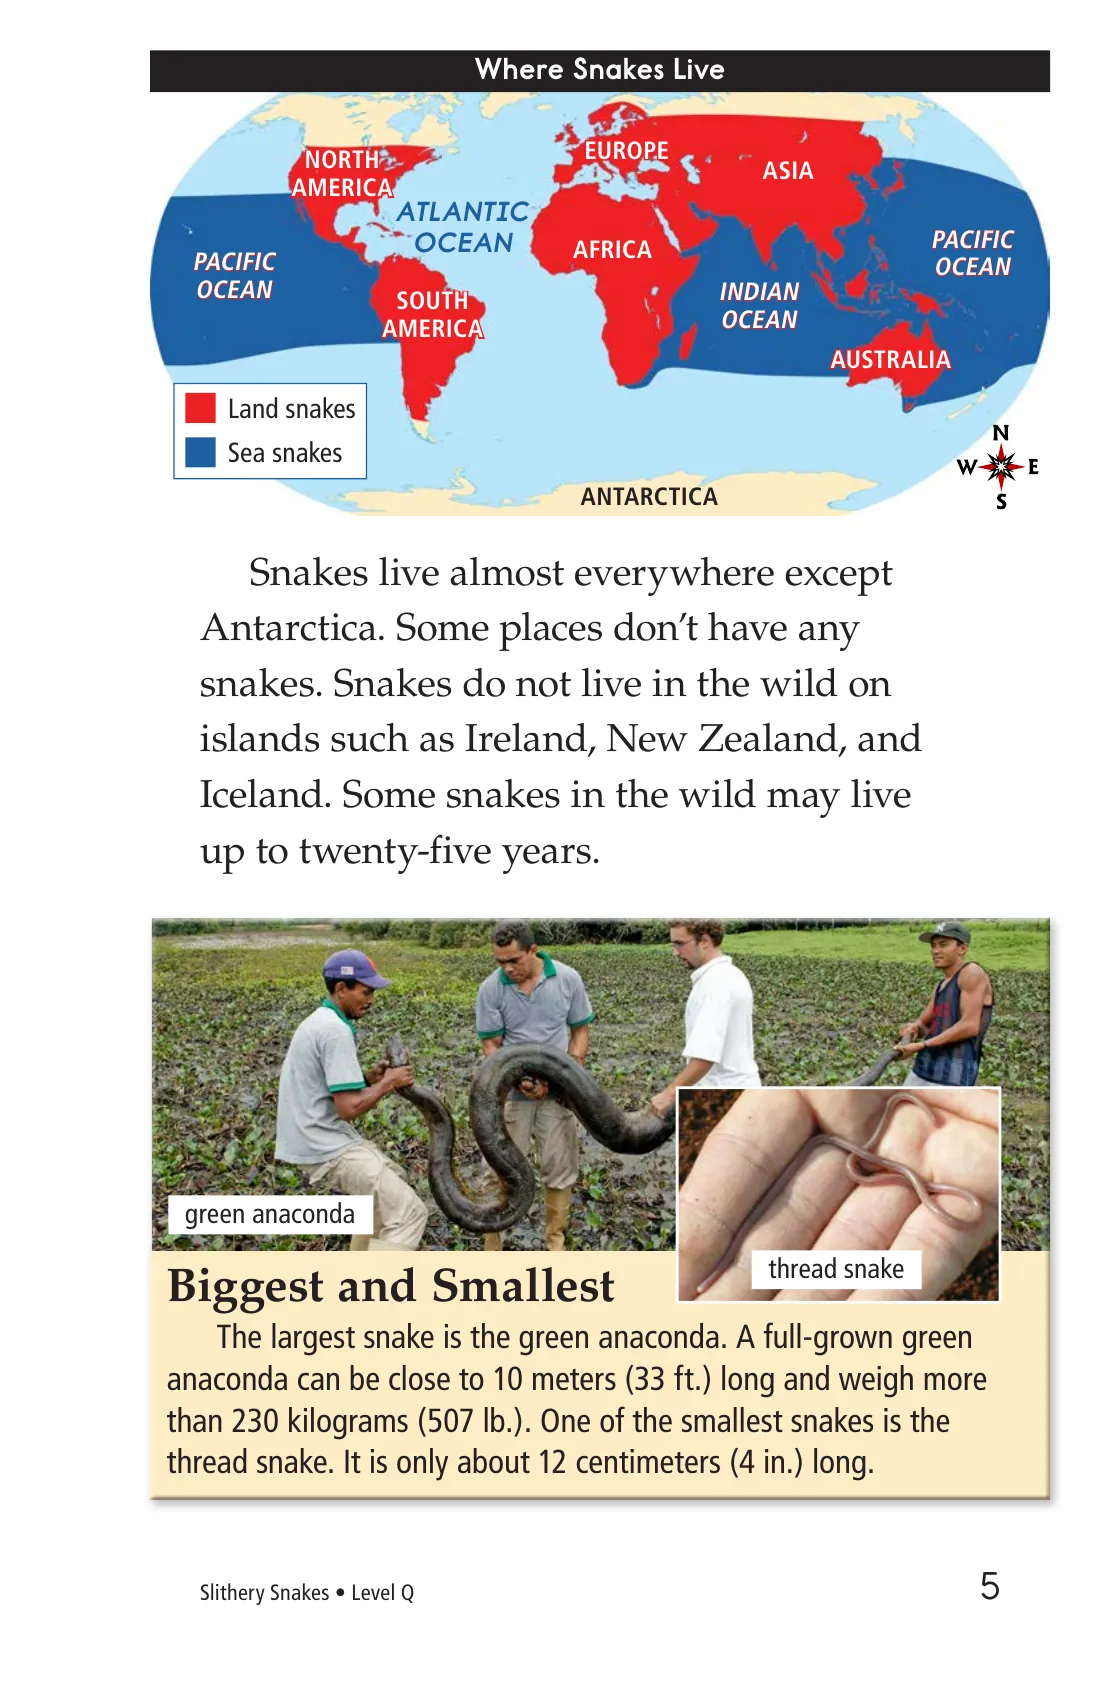 Where Snakes Live
NORTH
AMERICA
EUROPE
ASIA
ATLANTIC
OCEAN
AFRICA
PACIFIC
OCEAN
PACIFIC
OCEAN
INDIAN
OCEAN
SOUTH
AMERICA
AUSTRALIA
Land snakes
Sea snakes
N
W E
S
ANTARCTICA
Snakes live almost everywhere except
Antarctica. Some places don’t have any
snakes. Snakes do not live in the wild on
islands such as Ireland, New Zealand, and
Iceland. Some snakes in the wild may live
up to twenty-five years.
green anaconda
thread snake
Biggest and Smallest
The largest snake is the green anaconda. A full-grown green
anaconda can be close to 10 meters (33 ft.) long and weigh more
than 230 kilograms (507 lb.). One of the smallest snakes is the
thread snake. It is only about 12 centimeters (4 in.) long.
Slithery Snakes • Level Q
5